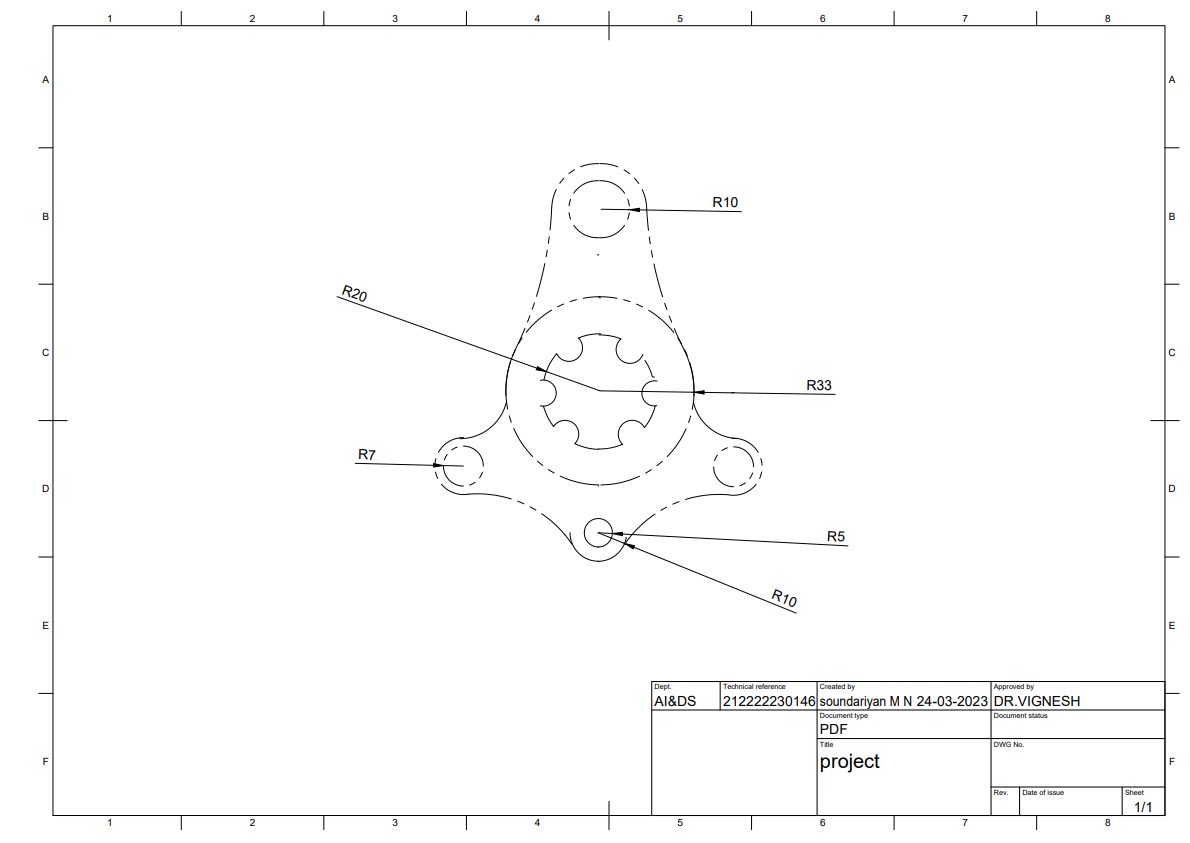 1 2 3 4 5 6 7 8
A A
R10
B B
R20
C C
R33
R7
D D
R5
R10
E E
Dept. Technical reference Created by Approved by
AI&DS 212222230146 soundariyan M N 24-03-2023 DR.VIGNESH
Document type Document status
PDF
Title DWG No.
project
F F
Rev. Date of issue Sheet
1/1
1 2 3 4 5 6 7 8